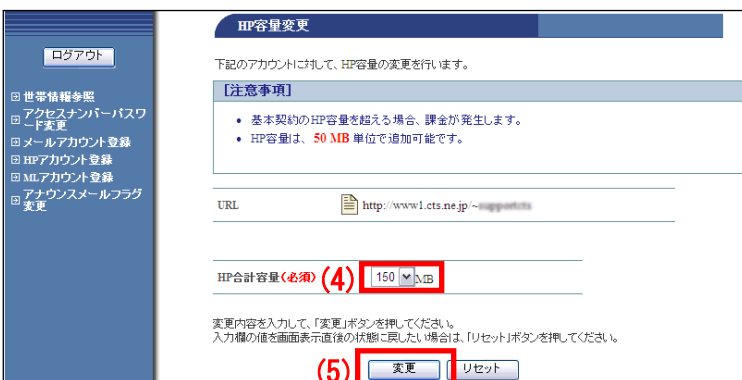 HP容量変更
ログアウト
下記のアカウントに対して、HP容量の変更を行います。
[注意事項]
世帯情報参照
アクセスナンバーパスワ
ード変更
メールアカウント登録
HPアカウント登録
MLアカウント登録
アナウンスメールフラグ
変更
基本契約のHP容量を超える場合、課金が発生します。
HP容量は、50 MB 単位で追加可能です。
URL http://www1.cts.ne.jp/~
HP合計容量(必須) (4) 150 MB
変更内容を入力して、「変更」ボタンを押してください。
入力欄の値を画面表示直後の状態に戻したい場合は、「リセット」ボタンを押してください。
(5) 変更 リセット